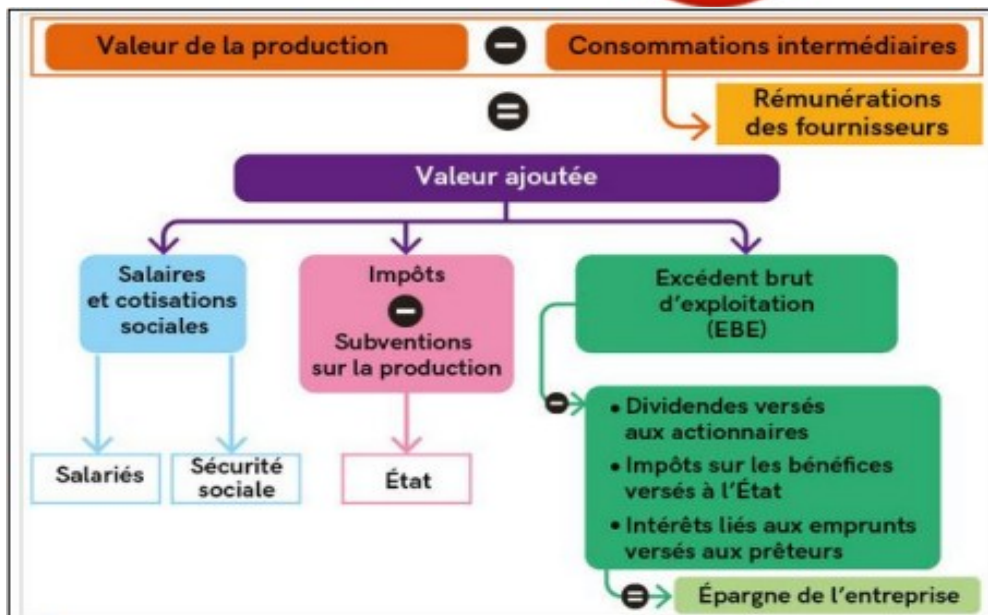 Valeur de la production
−
Consommations intermédiaires
=
Rémunérations
des fournisseurs
Valeur ajoutée
Salaires
et cotisations
sociales
Impôts
−
Subventions
sur la production
Excédent brut
d'exploitation
(EBE)
Salariés
Sécurité
sociale
État
−
• Dividendes versés
aux actionnaires
• Impôts sur les bénéfices
versés à l'État
• Intérêts liés aux emprunts
versés aux prêteurs
=
Épargne de l'entreprise